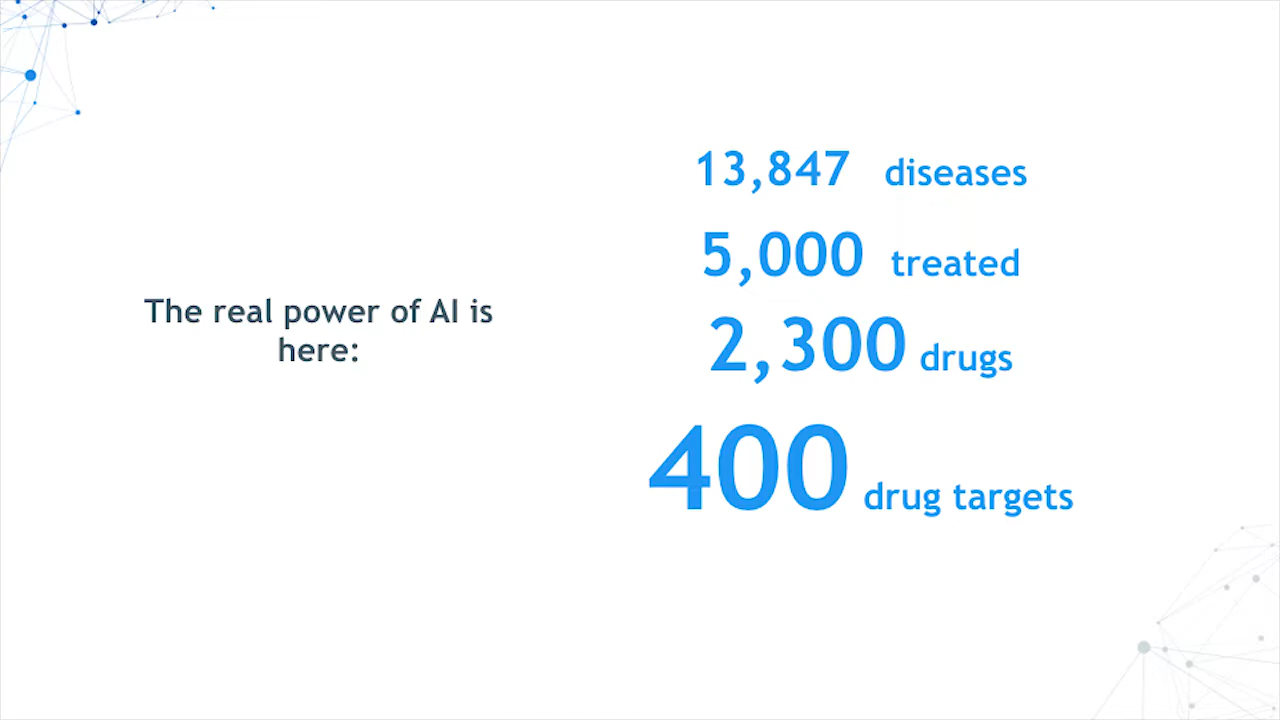 The real power of AI is
here:
13,847 diseases
5,000 treated
2,300 drugs
400 drug targets